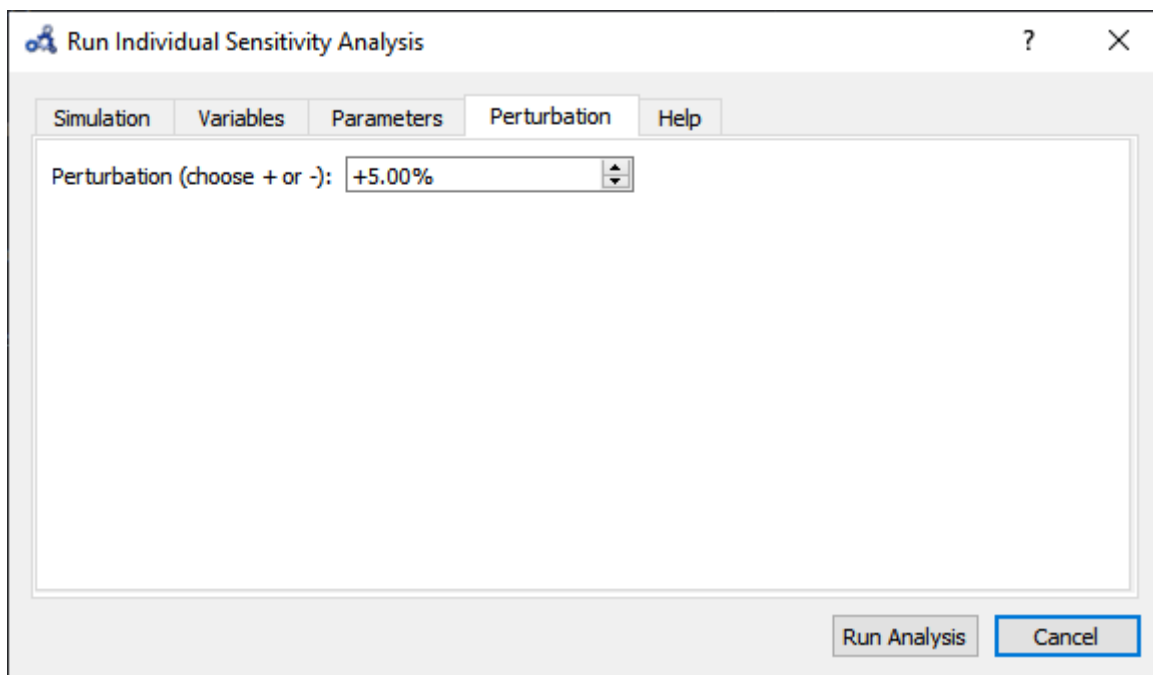 Run Individual Sensitivity Analysis ?
Simulation Variables Parameters Perturbation Help
Perturbation (choose + or -): +5.00%
Run Analysis Cancel